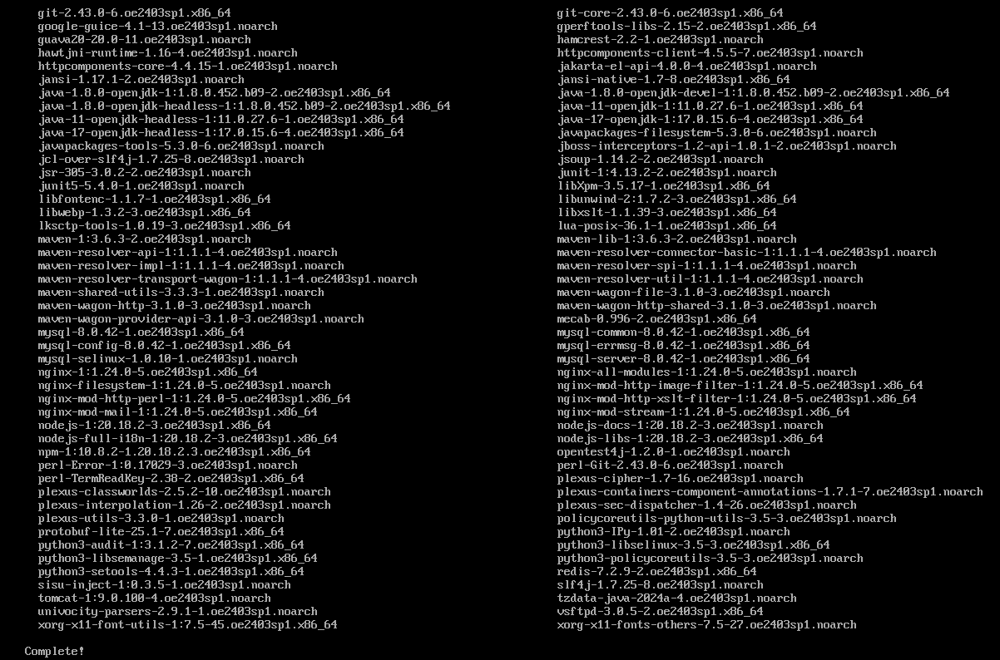 git-2.43.0-6.oe2403sp1.x86_64 git-core-2.43.0-6.oe2403sp1.x86_64
google-guice-4.1-13.oe2403sp1.noarch gperftools-libs-2.15-2.oe2403sp1.x86_64
guava20-20.0-11.oe2403sp1.noarch hamcrest-2.2-1.oe2403sp1.noarch
hawtjni-runtime-1.16-4.oe2403sp1.noarch httpcomponents-client-4.5.5-7.oe2403sp1.noarch
httpcomponents-core-4.4.15-1.oe2403sp1.noarch jakarta-el-api-4.0.0-4.oe2403sp1.noarch
jansi-1.17.1-2.oe2403sp1.noarch jansi-native-1.7-8.oe2403sp1.x86_64
java-1.8.0-openjdk-1:1.8.0.452.b09-2.oe2403sp1.x86_64 java-1.8.0-openjdk-devel-1:1.8.0.452.b09-2.oe2403sp1.x86_64
java-1.8.0-openjdk-headless-1:1.8.0.452.b09-2.oe2403sp1.x86_64 java-11-openjdk-1:11.0.27.6-1.oe2403sp1.x86_64
java-11-openjdk-headless-1:11.0.27.6-1.oe2403sp1.x86_64 java-17-openjdk-1:17.0.15.6-4.oe2403sp1.x86_64
java-17-openjdk-headless-1:17.0.15.6-4.oe2403sp1.x86_64 javapackages-filesystem-5.3.0-6.oe2403sp1.noarch
javapackages-tools-5.3.0-6.oe2403sp1.noarch jboss-interceptors-1.2-api-1.0.1-2.oe2403sp1.noarch
jcl-over-slf4j-1.7.25-8.oe2403sp1.noarch jsoup-1.14.2-2.oe2403sp1.noarch
jsr-305-3.0.2-2.oe2403sp1.noarch junit-1:4.13.2-2.oe2403sp1.noarch
junit5-5.4.0-1.oe2403sp1.noarch libXpm-3.5.17-1.oe2403sp1.x86_64
libfontenc-1.1.7-1.oe2403sp1.x86_64 libunwind-2:1.7.2-3.oe2403sp1.x86_64
libwebp-1.3.2-3.oe2403sp1.x86_64 libxslt-1.1.39-3.oe2403sp1.x86_64
lksctp-tools-1.0.19-3.oe2403sp1.x86_64 lua-posix-36.1-1.oe2403sp1.x86_64
maven-1:3.6.3-2.oe2403sp1.noarch maven-lib-1:3.6.3-2.oe2403sp1.noarch
maven-resolver-api-1:1.1.1-4.oe2403sp1.noarch maven-resolver-connector-basic-1:1.1.1-4.oe2403sp1.noarch
maven-resolver-impl-1:1.1.1-4.oe2403sp1.noarch maven-resolver-spi-1:1.1.1-4.oe2403sp1.noarch
maven-resolver-transport-wagon-1:1.1.1-4.oe2403sp1.noarch maven-resolver-util-1:1.1.1-4.oe2403sp1.noarch
maven-shared-utils-3.3.3-1.oe2403sp1.noarch maven-wagon-file-3.1.0-3.oe2403sp1.noarch
maven-wagon-http-3.1.0-3.oe2403sp1.noarch maven-wagon-http-shared-3.1.0-3.oe2403sp1.noarch
maven-wagon-provider-api-3.1.0-3.oe2403sp1.noarch mecab-0.996-2.oe2403sp1.x86_64
mysql-8.0.42-1.oe2403sp1.x86_64 mysql-common-8.0.42-1.oe2403sp1.x86_64
mysql-config-8.0.42-1.oe2403sp1.x86_64 mysql-errmsg-8.0.42-1.oe2403sp1.x86_64
mysql-selinux-1.0.10-1.oe2403sp1.noarch mysql-server-8.0.42-1.oe2403sp1.x86_64
nginx-1:1.24.0-5.oe2403sp1.x86_64 nginx-all-modules-1:1.24.0-5.oe2403sp1.noarch
nginx-filesystem-1:1.24.0-5.oe2403sp1.noarch nginx-mod-http-image-filter-1:1.24.0-5.oe2403sp1.x86_64
nginx-mod-http-perl-1:1.24.0-5.oe2403sp1.x86_64 nginx-mod-http-xslt-filter-1:1.24.0-5.oe2403sp1.x86_64
nginx-mod-mail-1:1.24.0-5.oe2403sp1.x86_64 nginx-mod-stream-1:1.24.0-5.oe2403sp1.x86_64
nodejs-1:20.18.2-3.oe2403sp1.x86_64 nodejs-docs-1:20.18.2-3.oe2403sp1.noarch
nodejs-full-i18n-1:20.18.2-3.oe2403sp1.x86_64 nodejs-libs-1:20.18.2-3.oe2403sp1.x86_64
npm-1:10.8.2-1.20.18.2.3.oe2403sp1.x86_64 opentest4j-1.2.0-1.oe2403sp1.noarch
perl-Error-1:0.17029-3.oe2403sp1.noarch perl-Git-2.43.0-6.oe2403sp1.noarch
perl-TermReadKey-2.38-2.oe2403sp1.x86_64 plexus-cipher-1.7-16.oe2403sp1.noarch
plexus-classworlds-2.5.2-10.oe2403sp1.noarch plexus-containers-component-annotations-1.7.1-7.oe2403sp1.noarch
plexus-interpolation-1.26-2.oe2403sp1.noarch plexus-sec-dispatcher-1.4-26.oe2403sp1.noarch
plexus-utils-3.3.0-1.oe2403sp1.noarch policycoreutils-python-utils-3.5-3.oe2403sp1.noarch
protobuf-lite-25.1-7.oe2403sp1.x86_64 python3-IPy-1.01-2.oe2403sp1.noarch
python3-audit-1:3.1.2-7.oe2403sp1.x86_64 python3-libselinux-3.5-3.oe2403sp1.x86_64
python3-libsemanage-3.5-1.oe2403sp1.x86_64 python3-policycoreutils-3.5-3.oe2403sp1.noarch
python3-setools-4.4.3-1.oe2403sp1.x86_64 redis-7.2.9-2.oe2403sp1.x86_64
sisu-inject-1:0.3.5-1.oe2403sp1.noarch slf4j-1.7.25-8.oe2403sp1.noarch
tomcat-1:9.0.100-4.oe2403sp1.noarch tzdata-java-2024a-4.oe2403sp1.noarch
univocity-parsers-2.9.1-1.oe2403sp1.noarch vsftpd-3.0.5-2.oe2403sp1.x86_64
xorg-x11-font-utils-1:7.5-45.oe2403sp1.x86_64 xorg-x11-fonts-others-7.5-27.oe2403sp1.noarch
Complete!